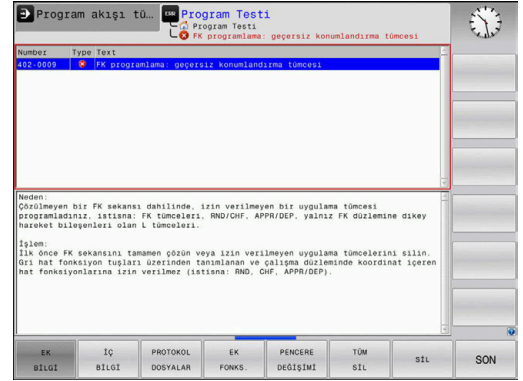 Program akışı tü...
ERR Program Testi
Program Testi
FK programlama: geçersiz konumlandırma tümcesi
Number Type Text
402-0009 FK programlama: geçersiz konumlandırma tümcesi
Neden:
Çözülmeyen bir FK sekansı dahilinde, izin verilmeyen bir uygulama tümcesi
programladınız, istisna: FK tümceleri, RND/CHF, APPR/DEP, yalnız FK düzlemine dikey
hareket bileşenleri olan L tümceleri.
İşlem:
İlk önce FK sekansını tamamen çözün veya izin verilmeyen uygulama tümcelerini silin.
Gri hat fonksiyon tuşları üzerinden tanımlanan ve çalışma düzleminde koordinat içeren
hat fonksiyonlarına izin verilmez (istisna: RND, CHF, APPR/DEP).
EK BİLGİ
İÇ BİLGİ
PROTOKOL DOSYALAR
EK FONKS.
PENCERE DEĞİŞİMİ
TÜM SİL
SİL
SON